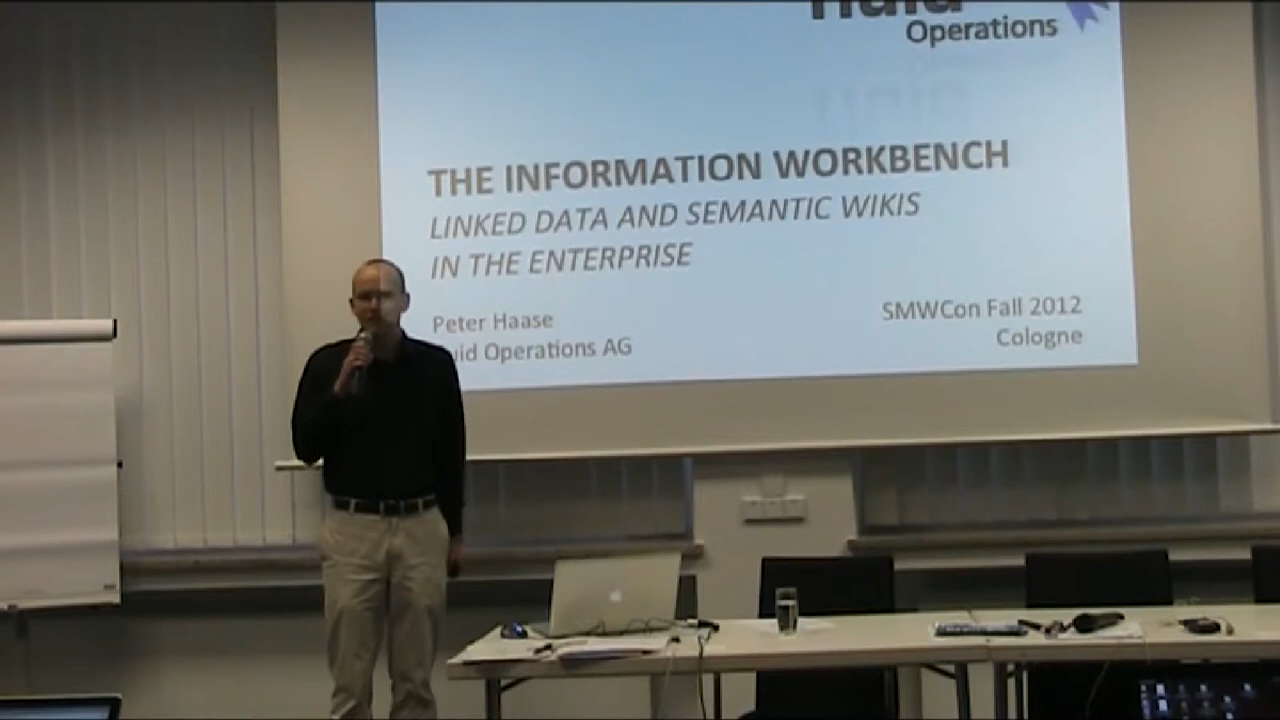 Operations
THE INFORMATION WORKBENCH
LINKED DATA AND SEMANTIC WIKIS
IN THE ENTERPRISE
Peter Haase
SMWCon Fall 2012
uid Operations AG
Cologne